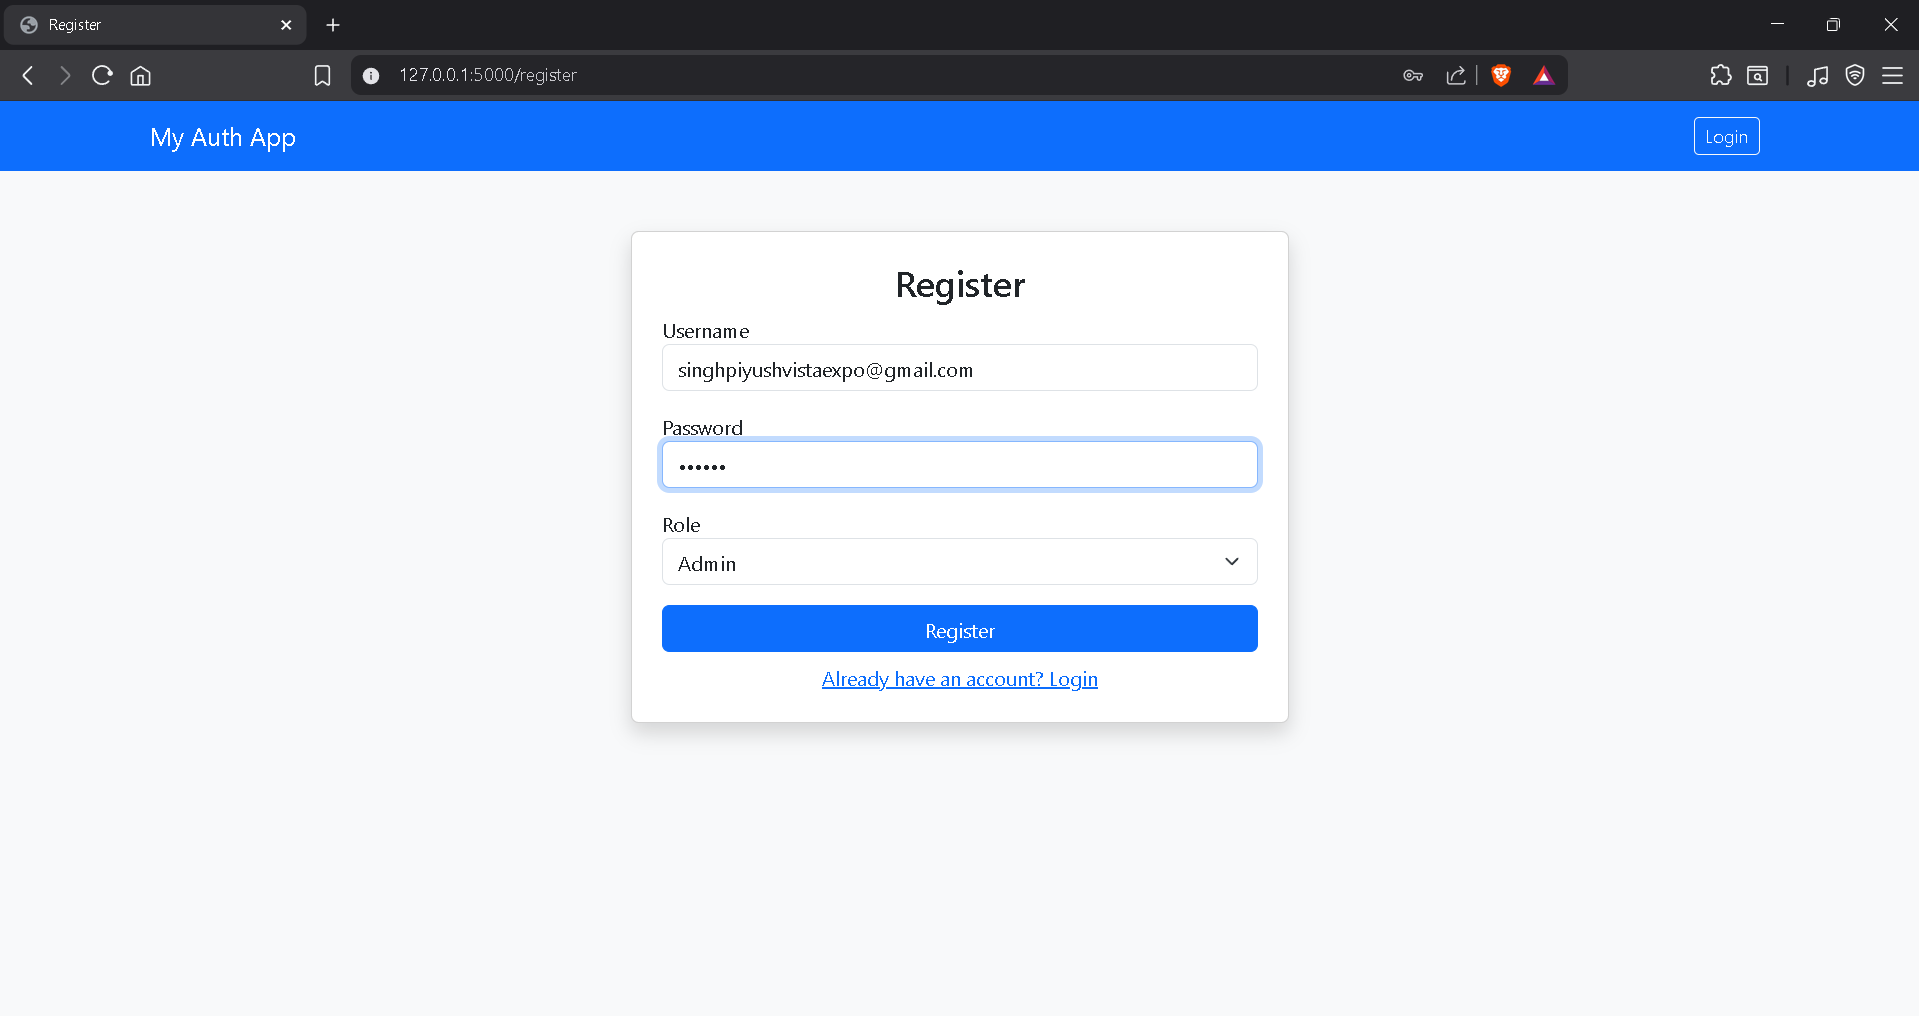 Register
127.0.0.1:5000/register
My Auth App
Login
Register
Username
singhpiyushvistaexpo@gmail.com
Password
••••••
Role
Admin
Register
Already have an account? Login